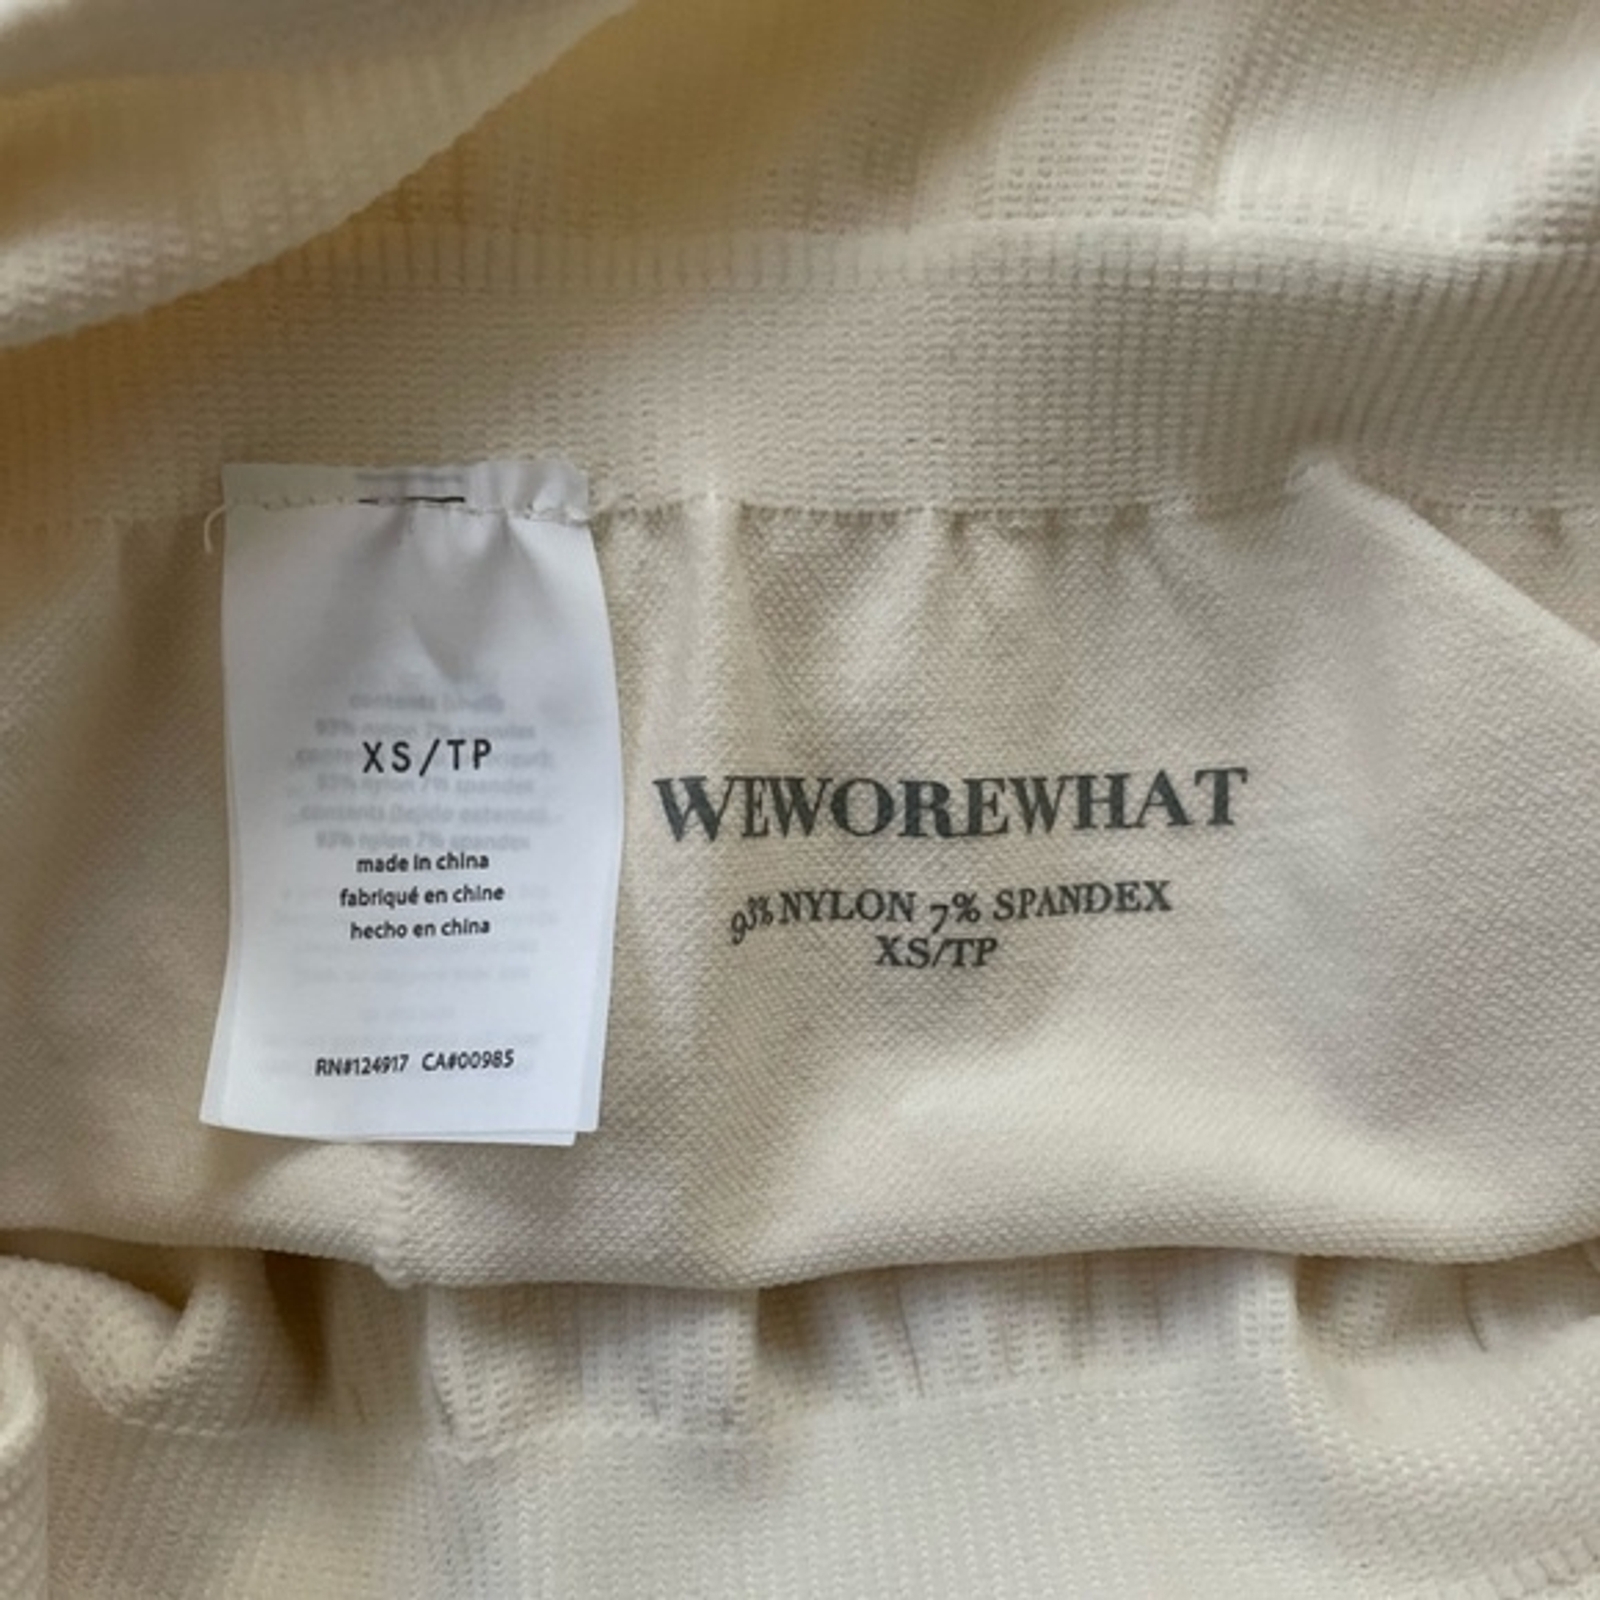 XS/TP
made in china
fabriqué en chine
hecho en china
RN#124917 CA#00985
WEWOREWHAT
93% NYLON 7% SPANDEX
XS/TP